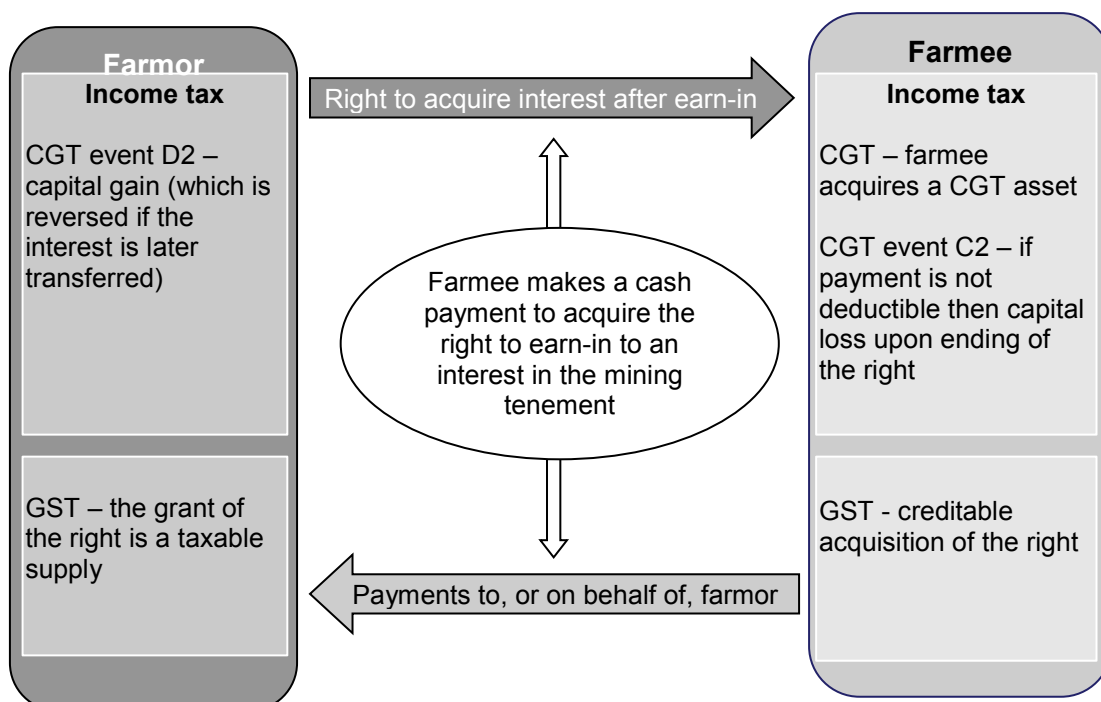 Farmor
Income tax
CGT event D2 –
capital gain (which is
reversed if the
interest is later
transferred)
GST – the grant of
the right is a taxable
supply
Right to acquire interest after earn-in
Farmee makes a cash
payment to acquire the
right to earn-in to an
interest in the mining
tenement
Payments to, or on behalf of, farmor
Farmee
Income tax
CGT – farmee
acquires a CGT asset
CGT event C2 – if
payment is not
deductible then capital
loss upon ending of
the right
GST - creditable
acquisition of the right